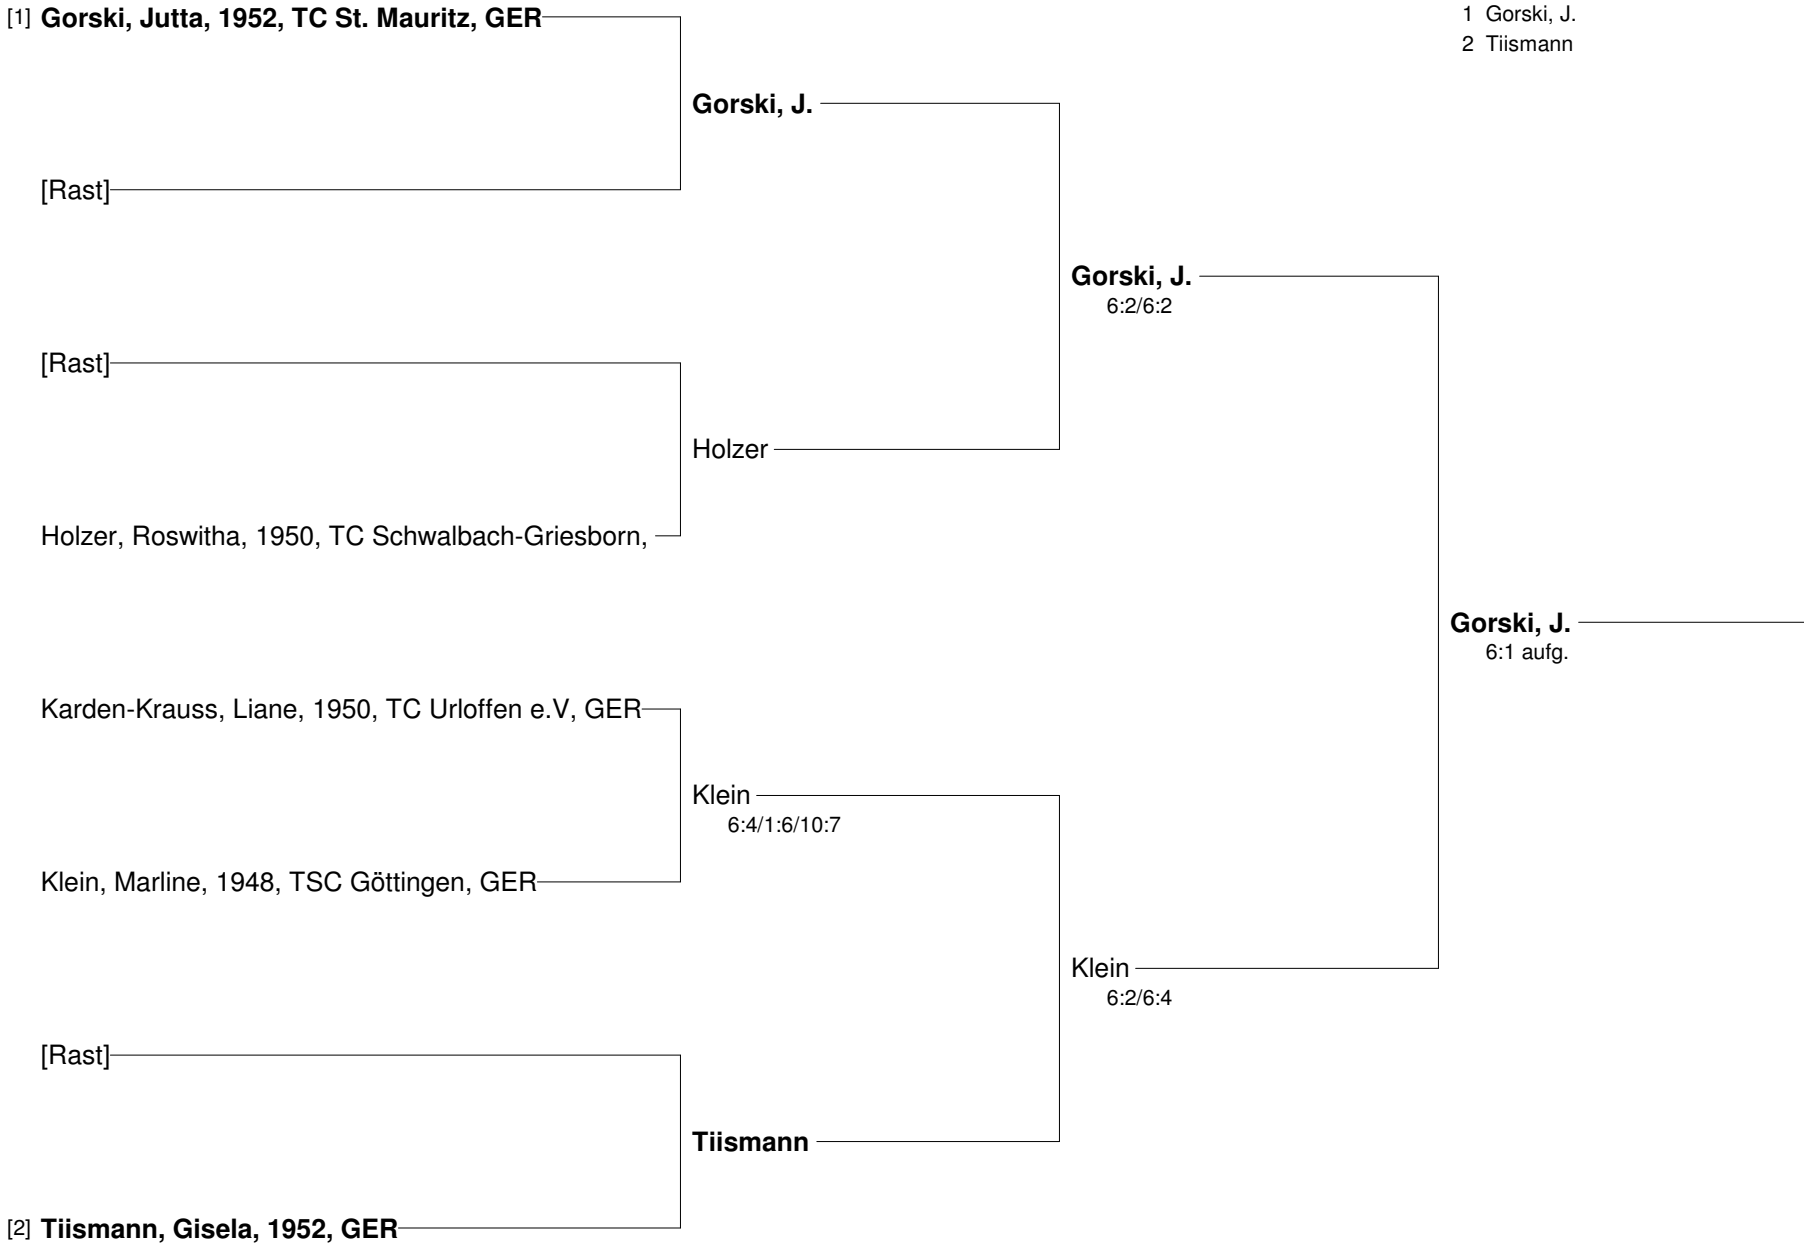 [1] Gorski, Jutta, 1952, TC St. Mauritz, GER
1 Gorski, J.
2 Tiismann
Gorski, J.
[Rast]
Gorski, J.
6:2/6:2
[Rast]
Holzer
Holzer, Roswitha, 1950, TC Schwalbach-Griesborn,
Gorski, J.
6:1 aufg.
Karden-Krauss, Liane, 1950, TC Urloffen e.V, GER
Klein
6:4/1:6/10:7
Klein, Marline, 1948, TSC Göttingen, GER
Klein
6:2/6:4
[Rast]
Tiismann
[2] Tiismann, Gisela, 1952, GER